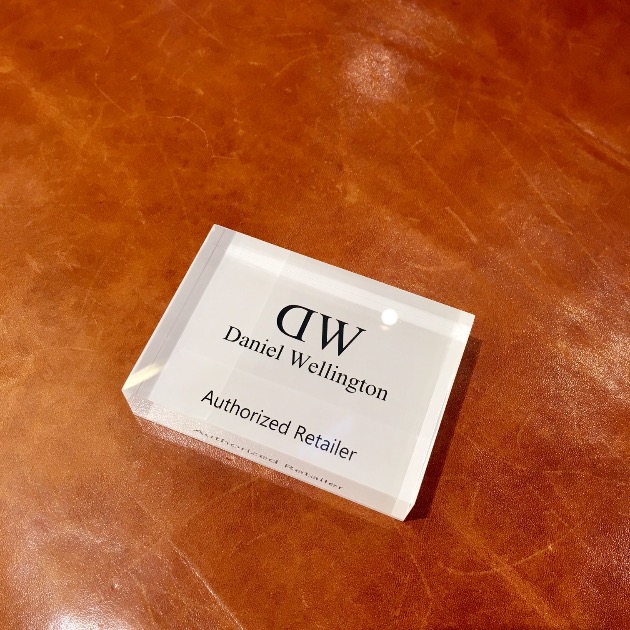 DW
Daniel Wellington
Authorized Retailer
Authorized Retailer